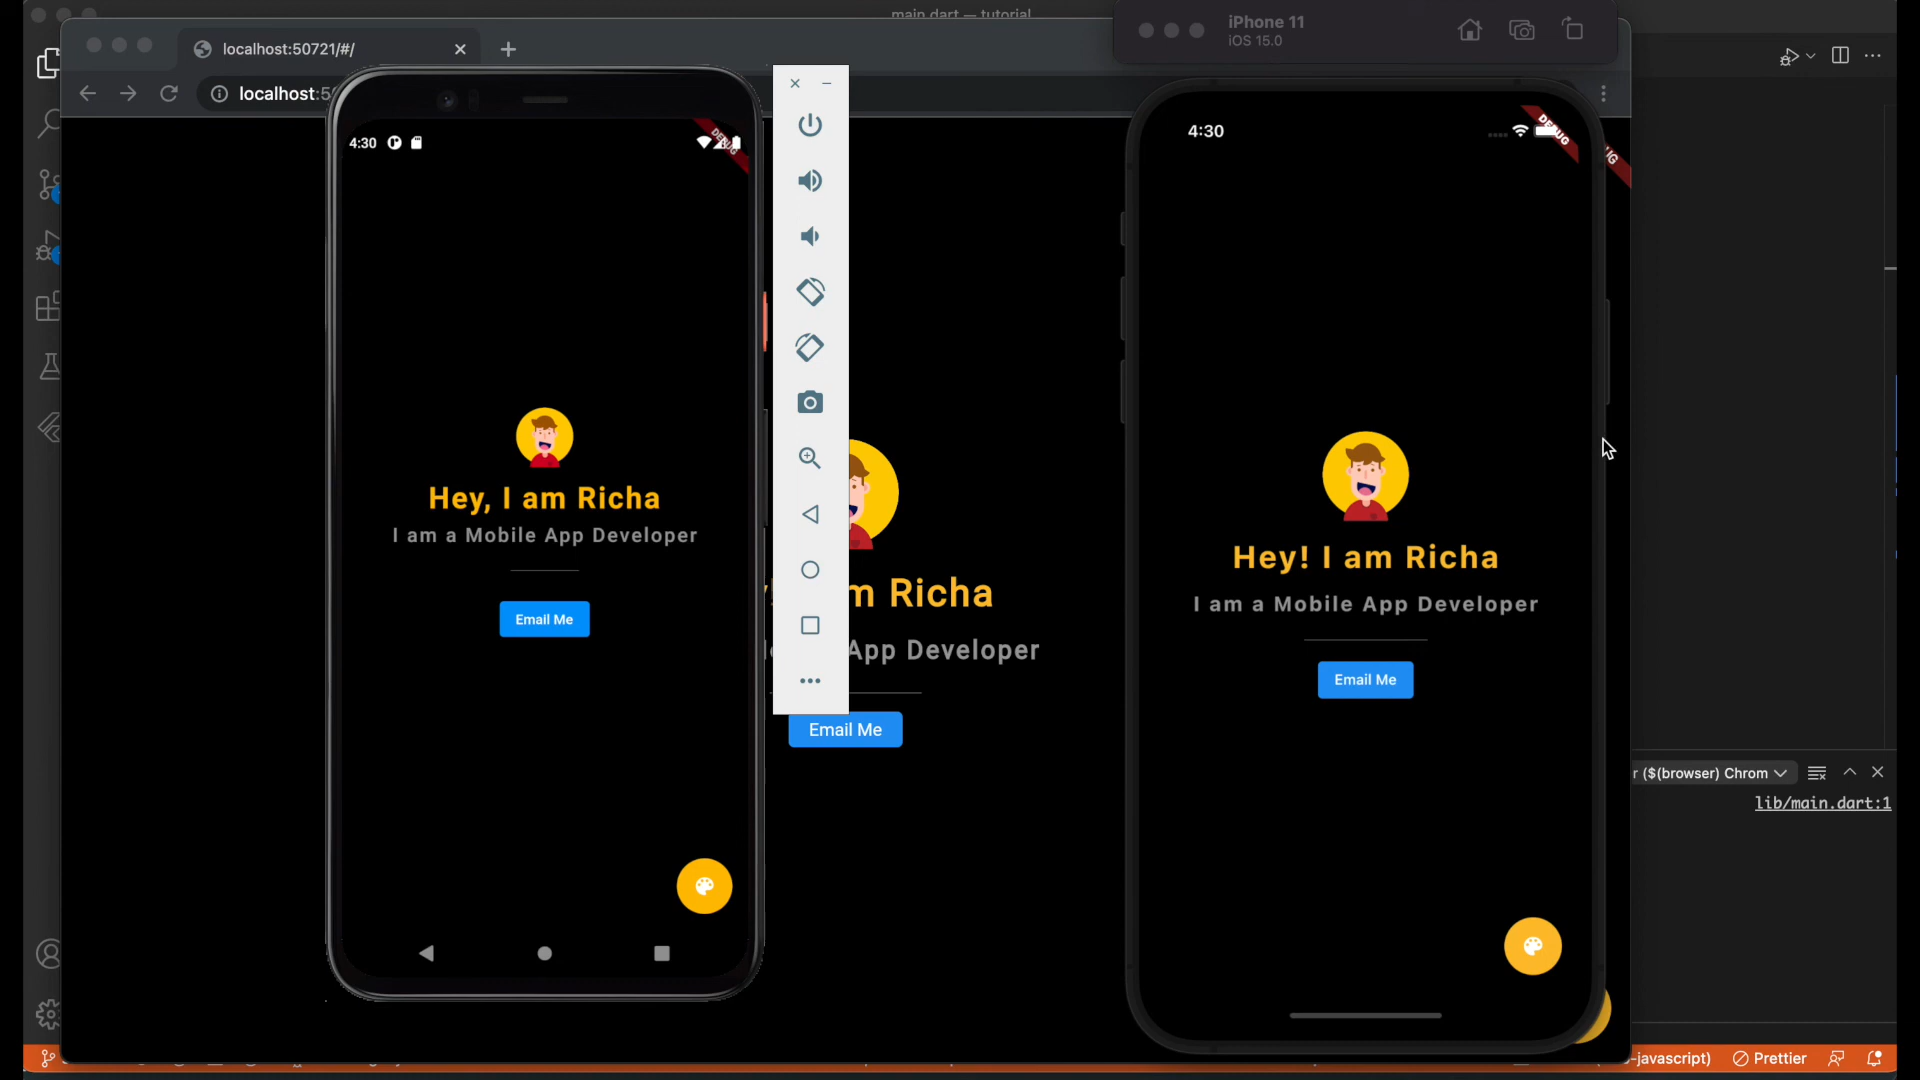 main.dart — tutorial
localhost:50721/#/
localhost:5
iPhone 11
iOS 15.0
4:30
DEBUG
4:30
DEBUG
Hey, I am Richa
I am a Mobile App Developer
Email Me
m Richa
App Developer
Email Me
Hey! I am Richa
I am a Mobile App Developer
Email Me
r ($(browser) Chrom
lib/main.dart:1
-javascript)
Prettier